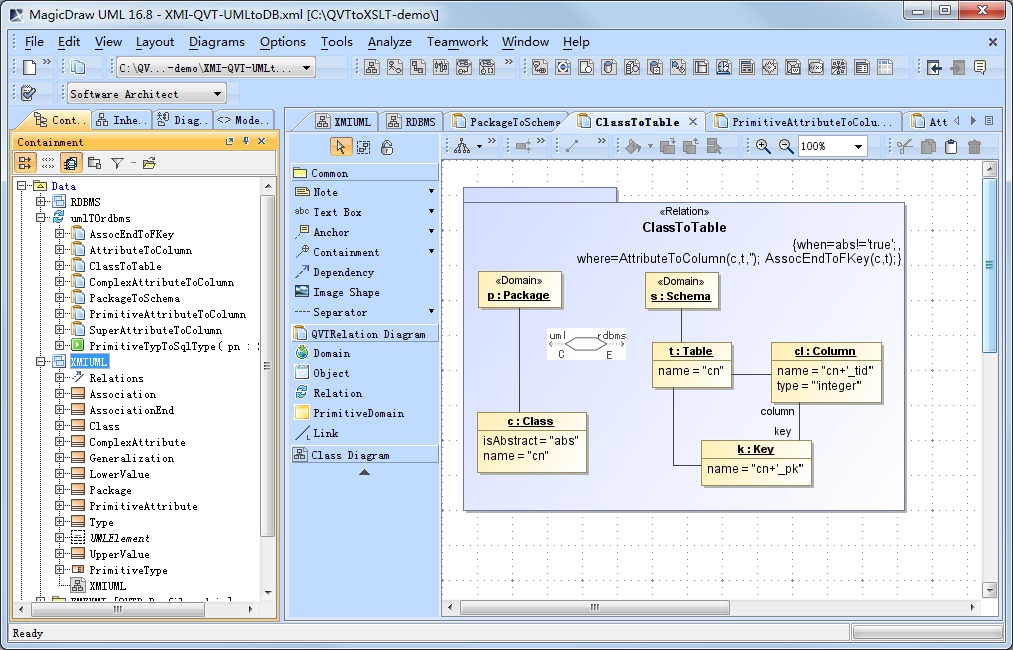 MagicDraw UML 16.8 - XMI-QVT-UMLtoDB.xml [C:\QVTtoXSLT-demo\]
File Edit View Layout Diagrams Options Tools Analyze Teamwork Window Help
C:\QV...-demo\XMI-QVT-UMLt...
Software Architect
Cont.. Inhe.. Diag.. <> Mode..
XMIUML RDBMS PackageToSchema ClassToTable PrimitiveAttributeToColu... Att
Containment
100%
Data
RDBMS
umlTOrdbms
AssocEndToFKey
AttributeToColumn
ClassToTable
ComplexAttributeToColumn
PackageToSchema
PrimitiveAttributeToColumn
SuperAttributeToColumn
PrimitiveTypToSqlType( pn :
XMIUML
Relations
Association
AssociationEnd
Class
ComplexAttribute
Generalization
LowerValue
Package
PrimitiveAttribute
Type
UMLElement
UpperValue
PrimitiveType
XMIUML
Common
Note
abc Text Box
Anchor
Containment
Dependency
Image Shape
Separator
QVTRelation Diagram
Domain
Object
Relation
PrimitiveDomain
Link
Class Diagram
«Relation»
ClassToTable
{when=abs!='true';,
where=AttributeToColumn(c,t,''); AssocEndToFKey(c,t);}
«Domain»
p : Package
«Domain»
s : Schema
uml rdbms
C E
t : Table
name = "cn"
cl : Column
name = "cn+'_tid'
type = "'integer'
column
key
c : Class
isAbstract = "abs"
name = "cn"
k : Key
name = "cn+'_pk'"
Ready